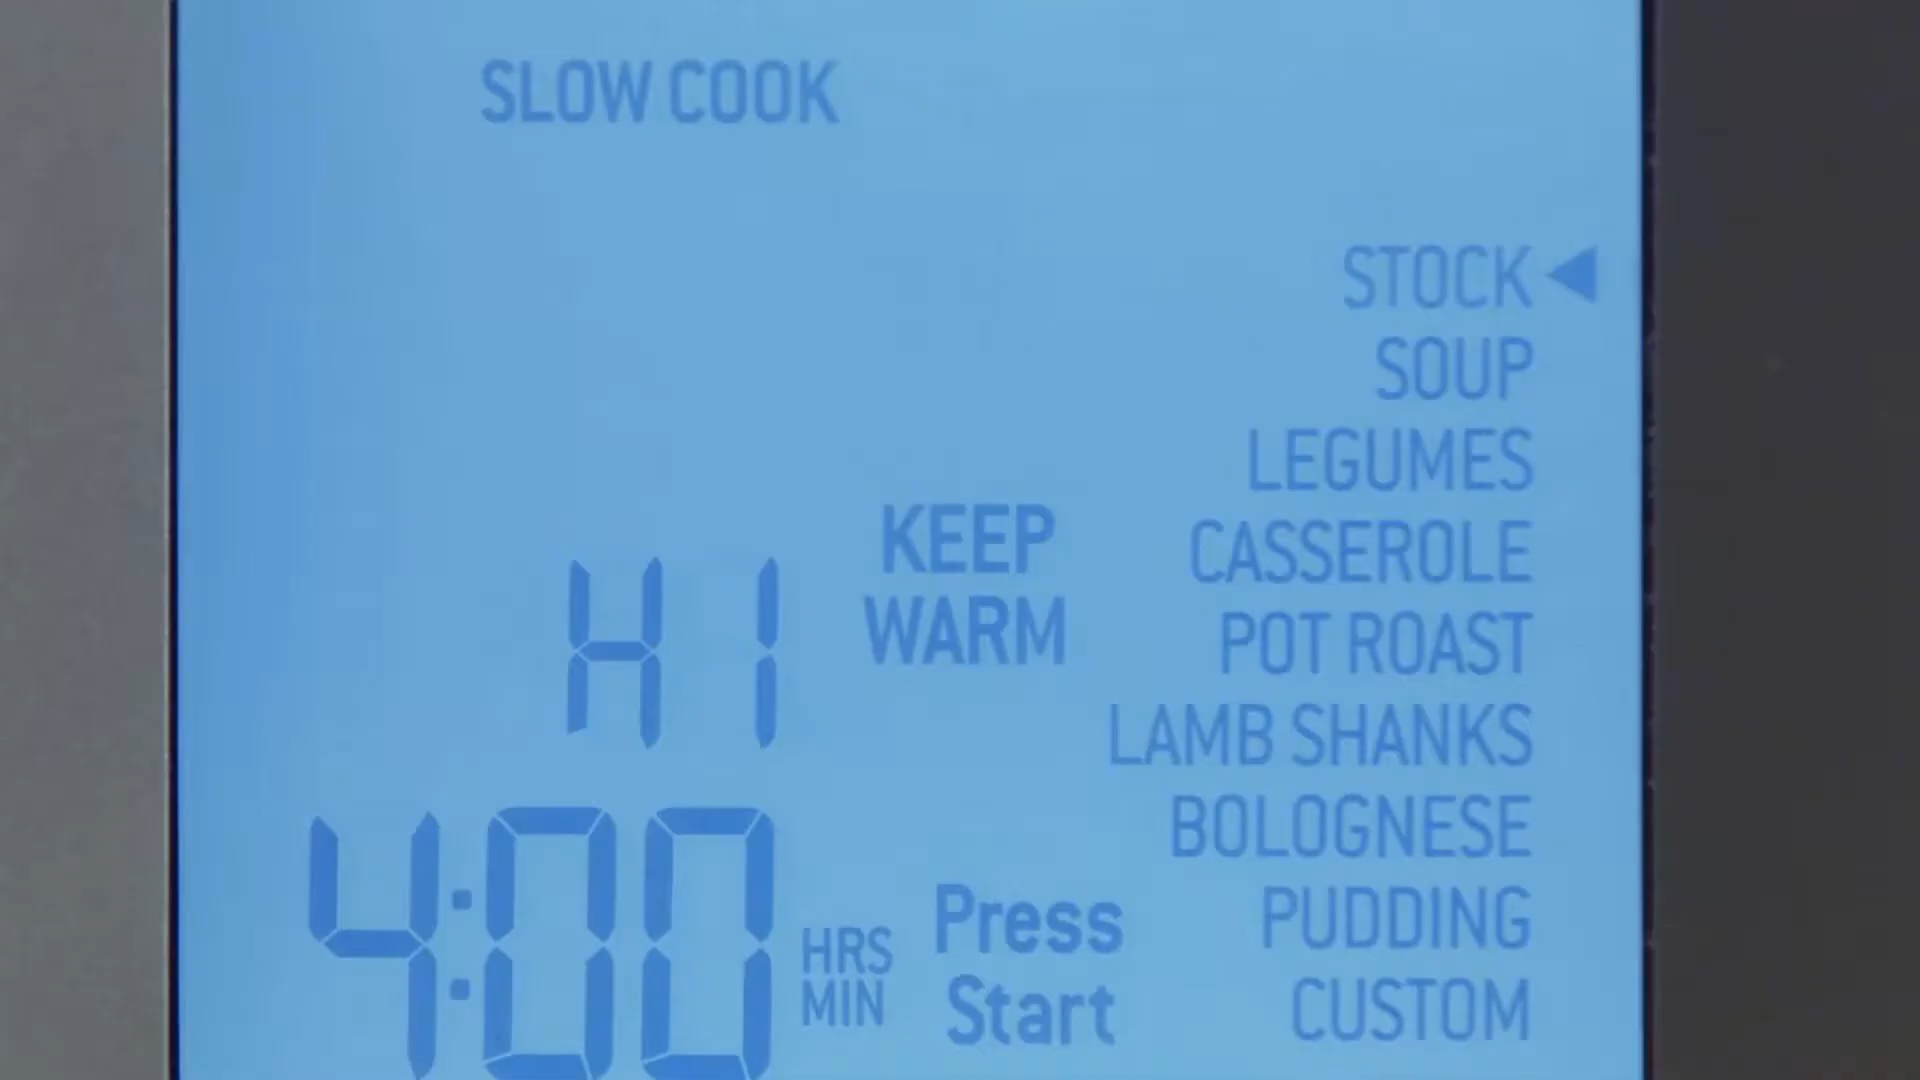 SLOW COOK
STOCK
SOUP
LEGUMES
CASSEROLE
POT ROAST
LAMB SHANKS
BOLOGNESE
PUDDING
CUSTOM
KEEP
WARM
HI
4:00
HRS
MIN
Press
Start